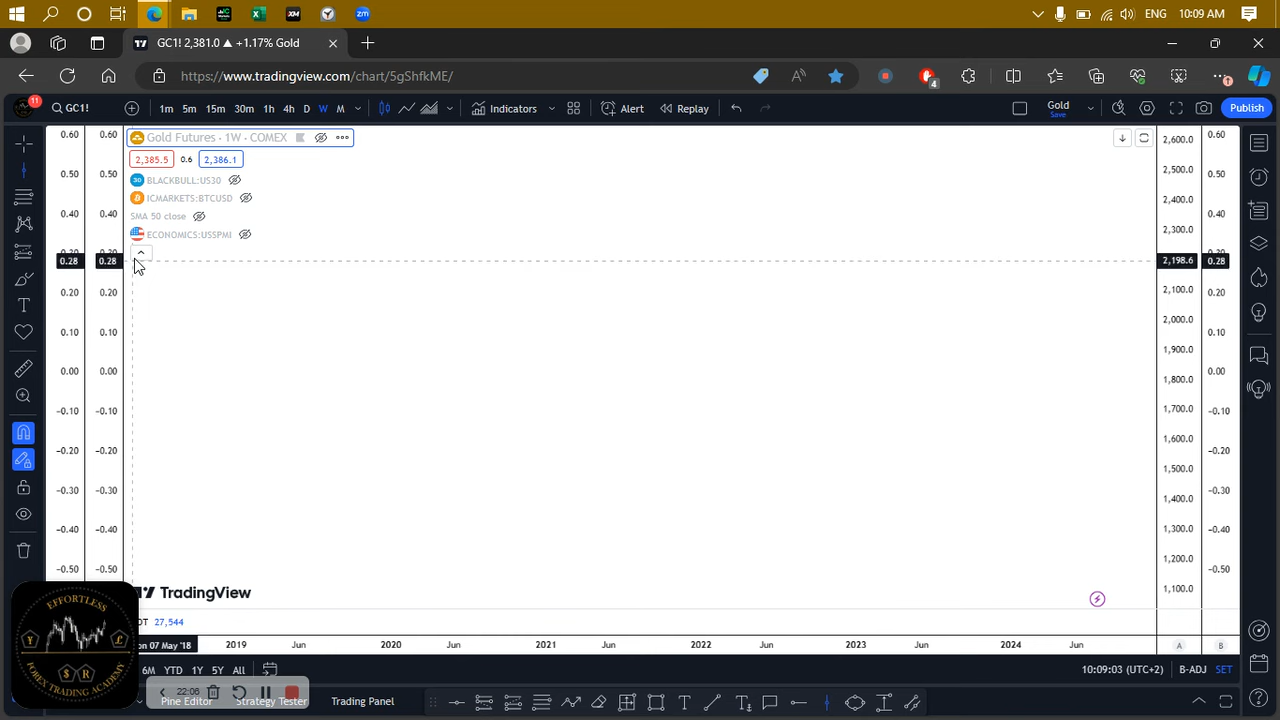 ENG 10:09 AM
GC1! 2,381.0 ▲ +1.17% Gold
https://www.tradingview.com/chart/5gShfkME/
4
11 GC1! 1m 5m 15m 30m 1h 4h D W M Indicators Alert Replay Gold Save Publish
Gold Futures · 1W · COMEX
2,385.5 0.6 2,386.1
BLACKBULL:US30
ICMARKETS:BTCUSD
SMA 50 close
ECONOMICS:USSPMI
0.60 0.60 2,600.0 0.60
0.50 0.50 2,500.0 0.50
0.40 0.40 2,400.0 0.40
2,300.0
0.28 0.28 2,198.6 0.28
0.20 0.20 2,100.0 0.20
0.10 0.10 2,000.0 0.10
1,900.0
0.00 0.00 1,800.0 0.00
-0.10 -0.10 1,700.0 -0.10
1,600.0
-0.20 -0.20 1,500.0 -0.20
-0.30 -0.30 1,400.0 -0.30
-0.40 -0.40 1,300.0 -0.40
1,200.0
-0.50 -0.50 1,100.0 -0.50
TradingView
27,544
07 May '18 2019 Jun 2020 Jun 2021 Jun 2022 Jun 2023 Jun 2024 Jun A B
6M YTD 1Y 5Y All 10:09:03 (UTC+2) B-ADJ SET
22:06
Pine Editor Strategy Tester Trading Panel
EFFORTLESS
FOREX TRADING ACADEMY
¥ £ $ R